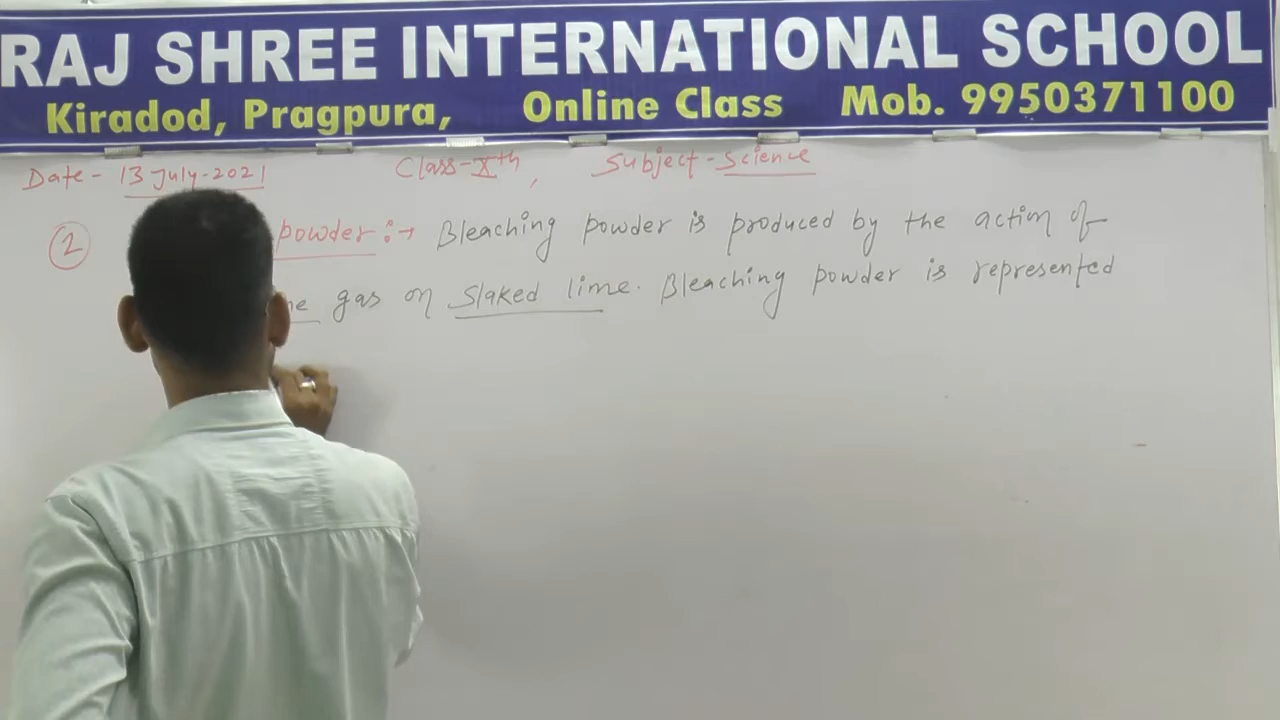 RAJ SHREE INTERNATIONAL SCHOOL
Kiradod, Pragpura, Online Class Mob. 9950371100
Date - 13 July-2021 Class-Xth, Subject-Science
2 powder :→ Bleaching powder is produced by the action of
ne gas on Slaked lime. Bleaching powder is represented